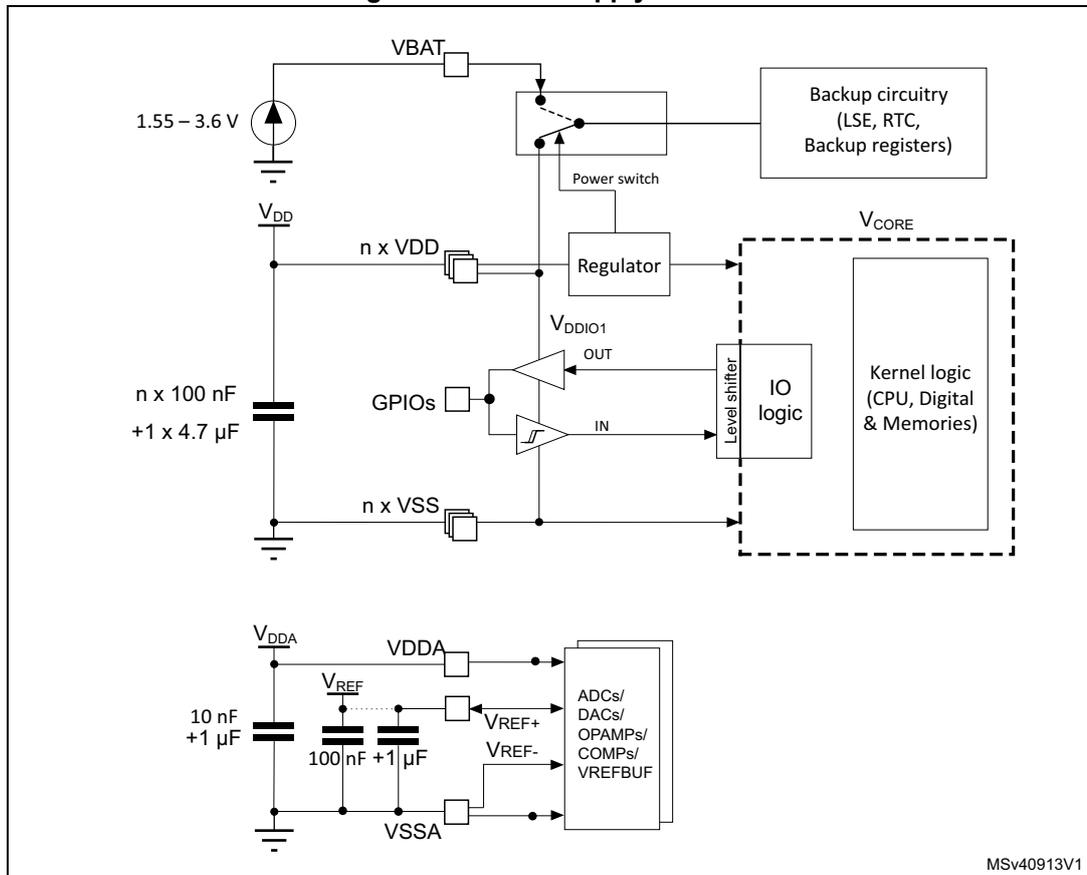 VBAT
1.55 – 3.6 V
Backup circuitry
(LSE, RTC,
Backup registers)
Power switch
VDD
n x VDD
Regulator
VCORE
VDDIO1
OUT
n x 100 nF
+1 x 4.7 µF
GPIOs
IN
Level shifter
IO
logic
Kernel logic
(CPU, Digital
& Memories)
n x VSS
VDDA
VDDA
VREF
10 nF
+1 µF
100 nF
+1 µF
VREF+
VREF-
ADCs/
DACs/
OPAMPs/
COMPs/
VREFBUF
VSSA
MSv40913V1